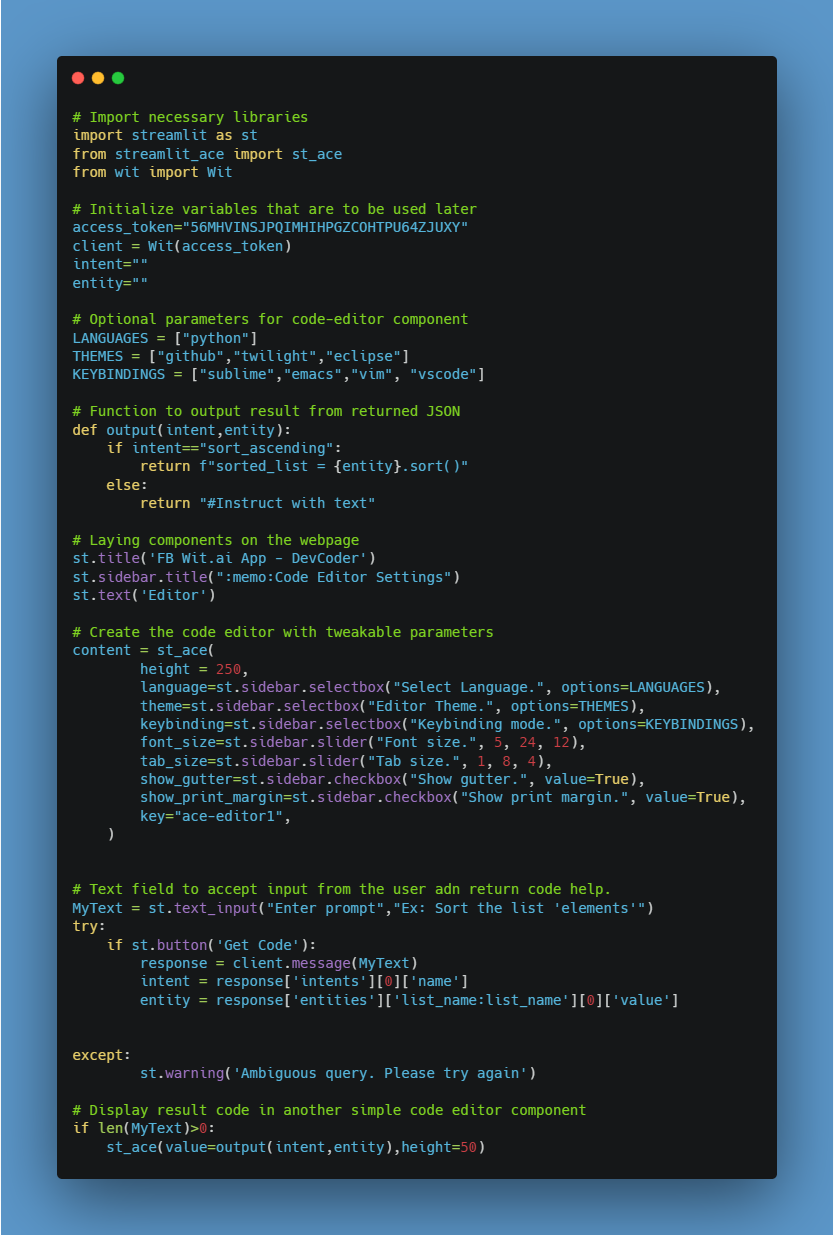 # Import necessary libraries
import streamlit as st
from streamlit_ace import st_ace
from wit import Wit

# Initialize variables that are to be used later
access_token="56MHVINSJPQIMHIHPGZCOHTPU64ZJUXY"
client = Wit(access_token)
intent=""
entity=""

# Optional parameters for code-editor component
LANGUAGES = ["python"]
THEMES = ["github","twilight","eclipse"]
KEYBINDINGS = ["sublime","emacs","vim", "vscode"]

# Function to output result from returned JSON
def output(intent,entity):
    if intent=="sort_ascending":
        return f"sorted_list = {entity}.sort()"
    else:
        return "#Instruct with text"

# Laying components on the webpage
st.title('FB Wit.ai App - DevCoder')
st.sidebar.title(":memo:Code Editor Settings")
st.text('Editor')

# Create the code editor with tweakable parameters
content = st_ace(
        height = 250,
        language=st.sidebar.selectbox("Select Language.", options=LANGUAGES),
        theme=st.sidebar.selectbox("Editor Theme.", options=THEMES),
        keybinding=st.sidebar.selectbox("Keybinding mode.", options=KEYBINDINGS),
        font_size=st.sidebar.slider("Font size.", 5, 24, 12),
        tab_size=st.sidebar.slider("Tab size.", 1, 8, 4),
        show_gutter=st.sidebar.checkbox("Show gutter.", value=True),
        show_print_margin=st.sidebar.checkbox("Show print margin.", value=True),
        key="ace-editor1",
    )


# Text field to accept input from the user adn return code help.
MyText = st.text_input("Enter prompt","Ex: Sort the list 'elements'")
try:
    if st.button('Get Code'):
        response = client.message(MyText)
        intent = response['intents'][0]['name']
        entity = response['entities']['list_name:list_name'][0]['value']


except:
        st.warning('Ambiguous query. Please try again')

# Display result code in another simple code editor component
if len(MyText)>0:
    st_ace(value=output(intent,entity),height=50)